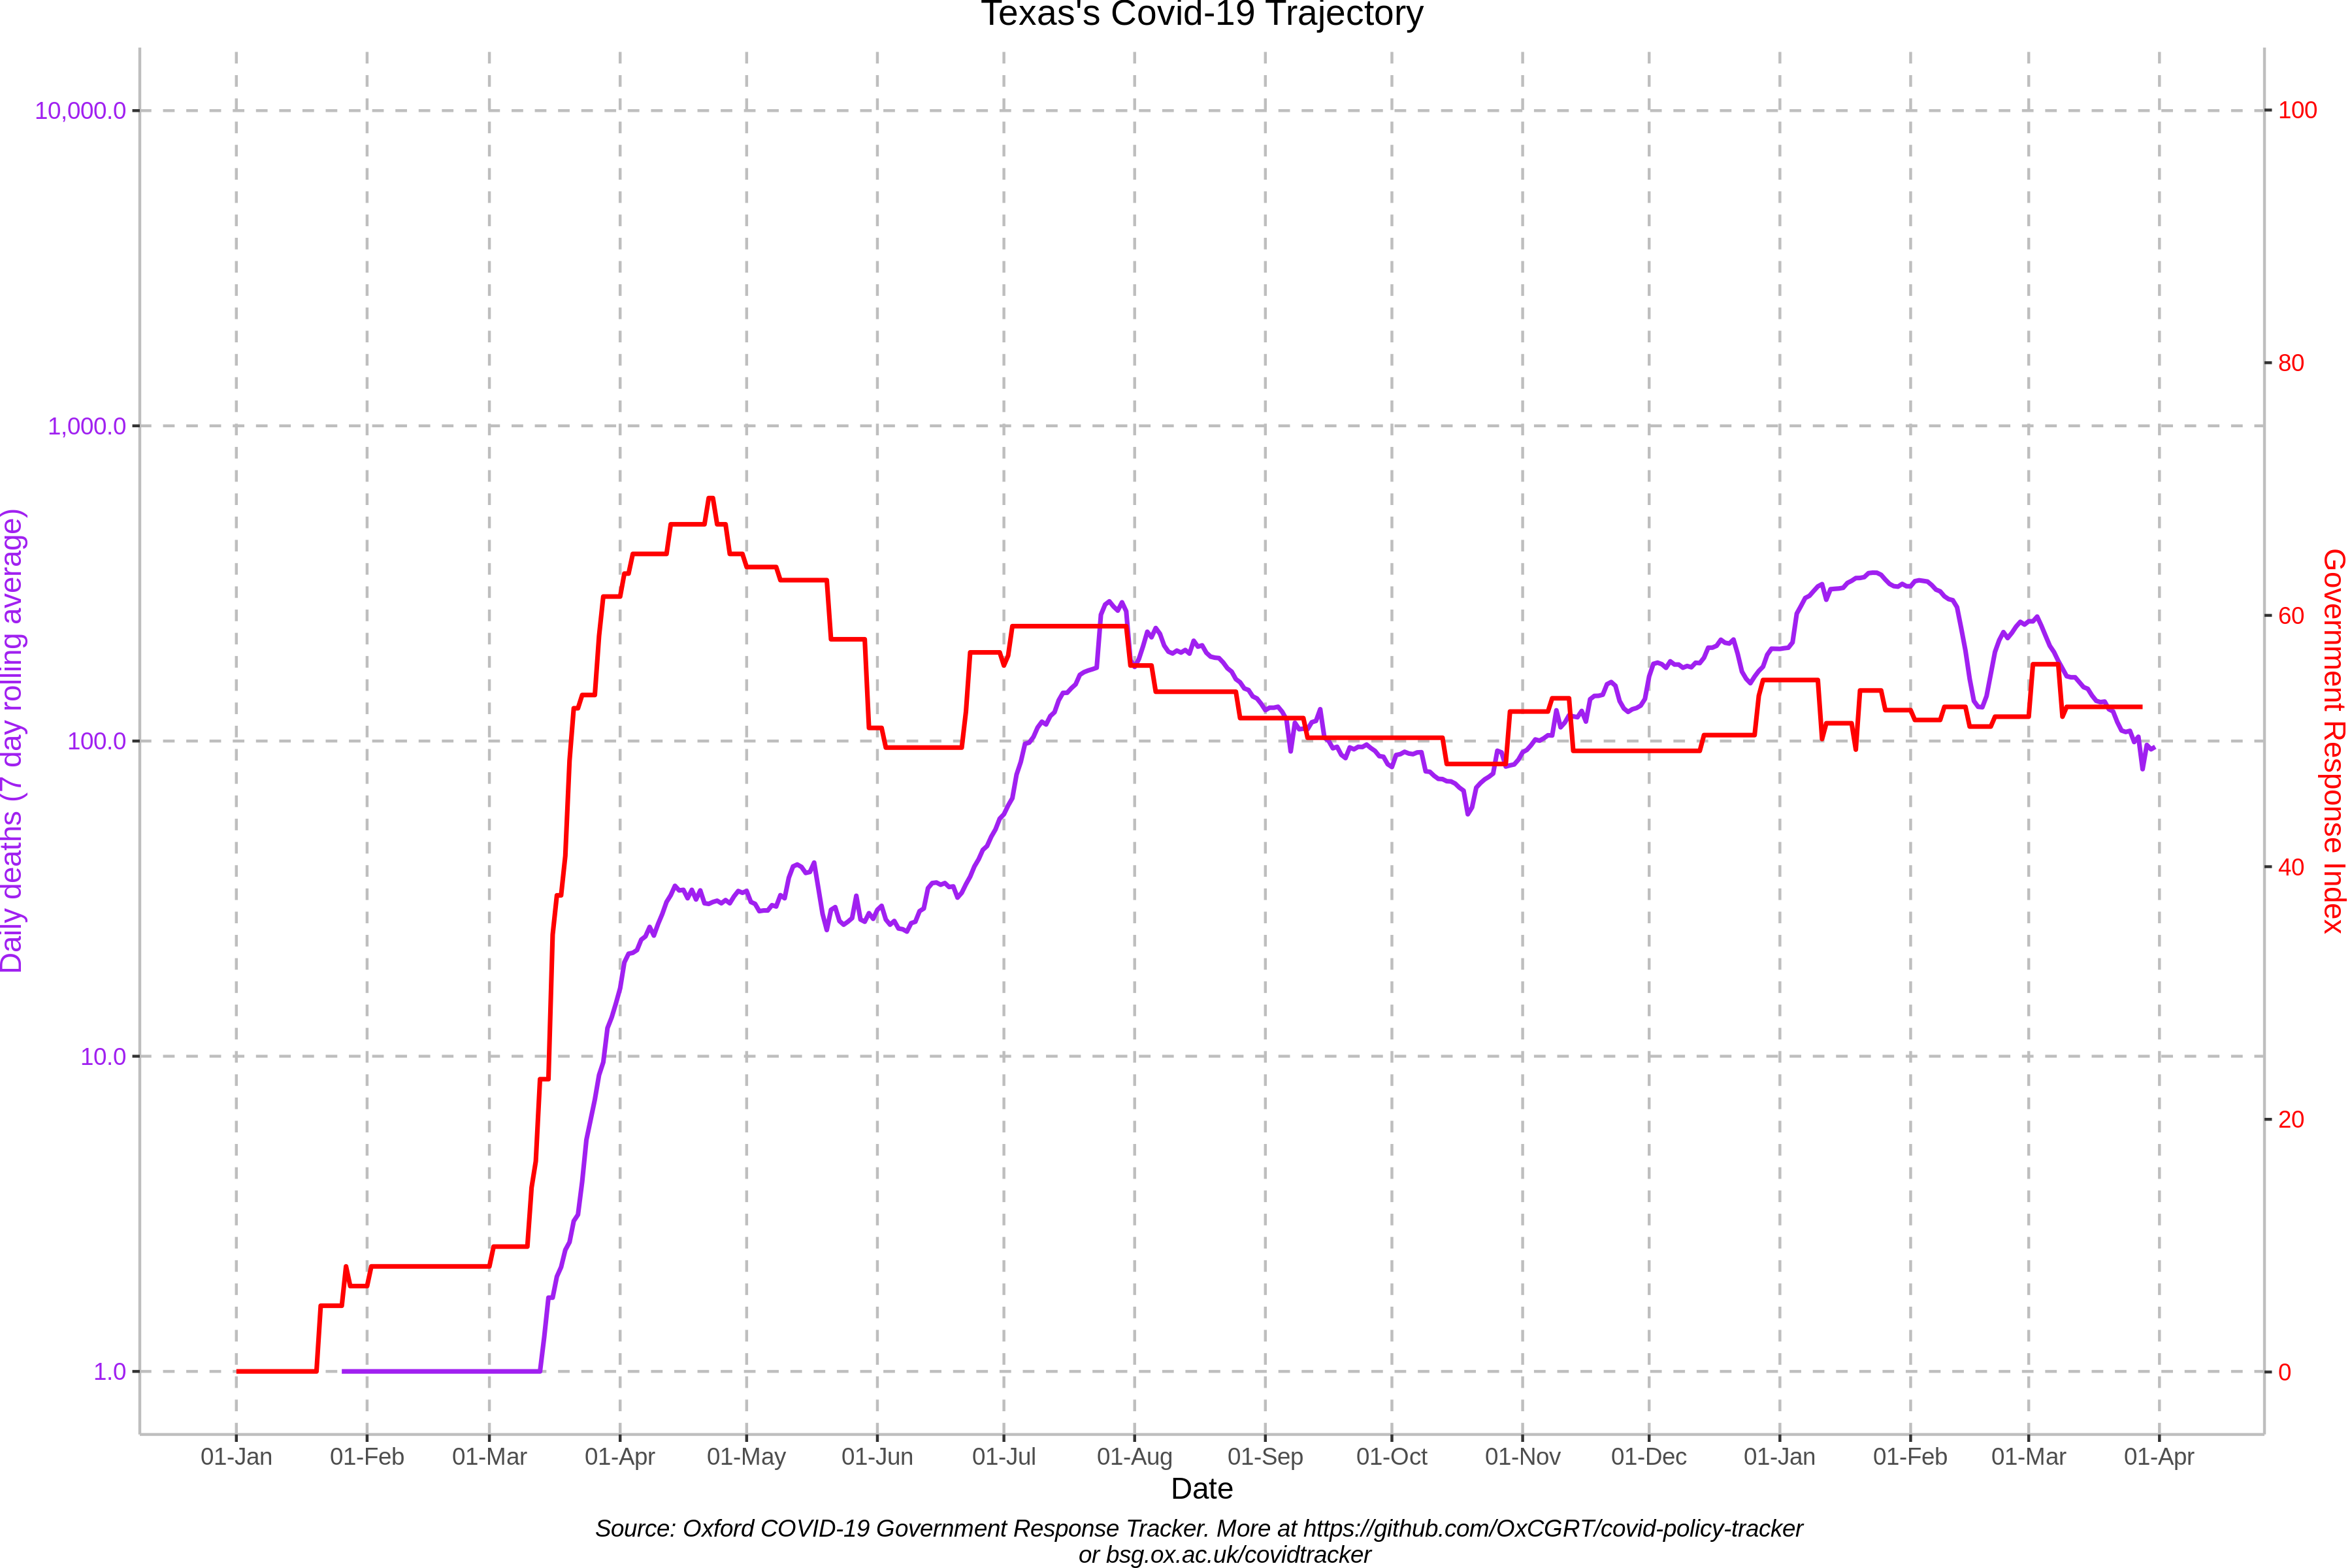 Texas's Covid-19 Trajectory
10,000.0
1,000.0
100.0
10.0
1.0
Daily deaths (7 day rolling average)
100
80
60
40
20
0
Government Response Index
01-Jan 01-Feb 01-Mar 01-Apr 01-May 01-Jun 01-Jul 01-Aug 01-Sep 01-Oct 01-Nov 01-Dec 01-Jan 01-Feb 01-Mar 01-Apr
Date
Source: Oxford COVID-19 Government Response Tracker. More at https://github.com/OxCGRT/covid-policy-tracker
or bsg.ox.ac.uk/covidtracker